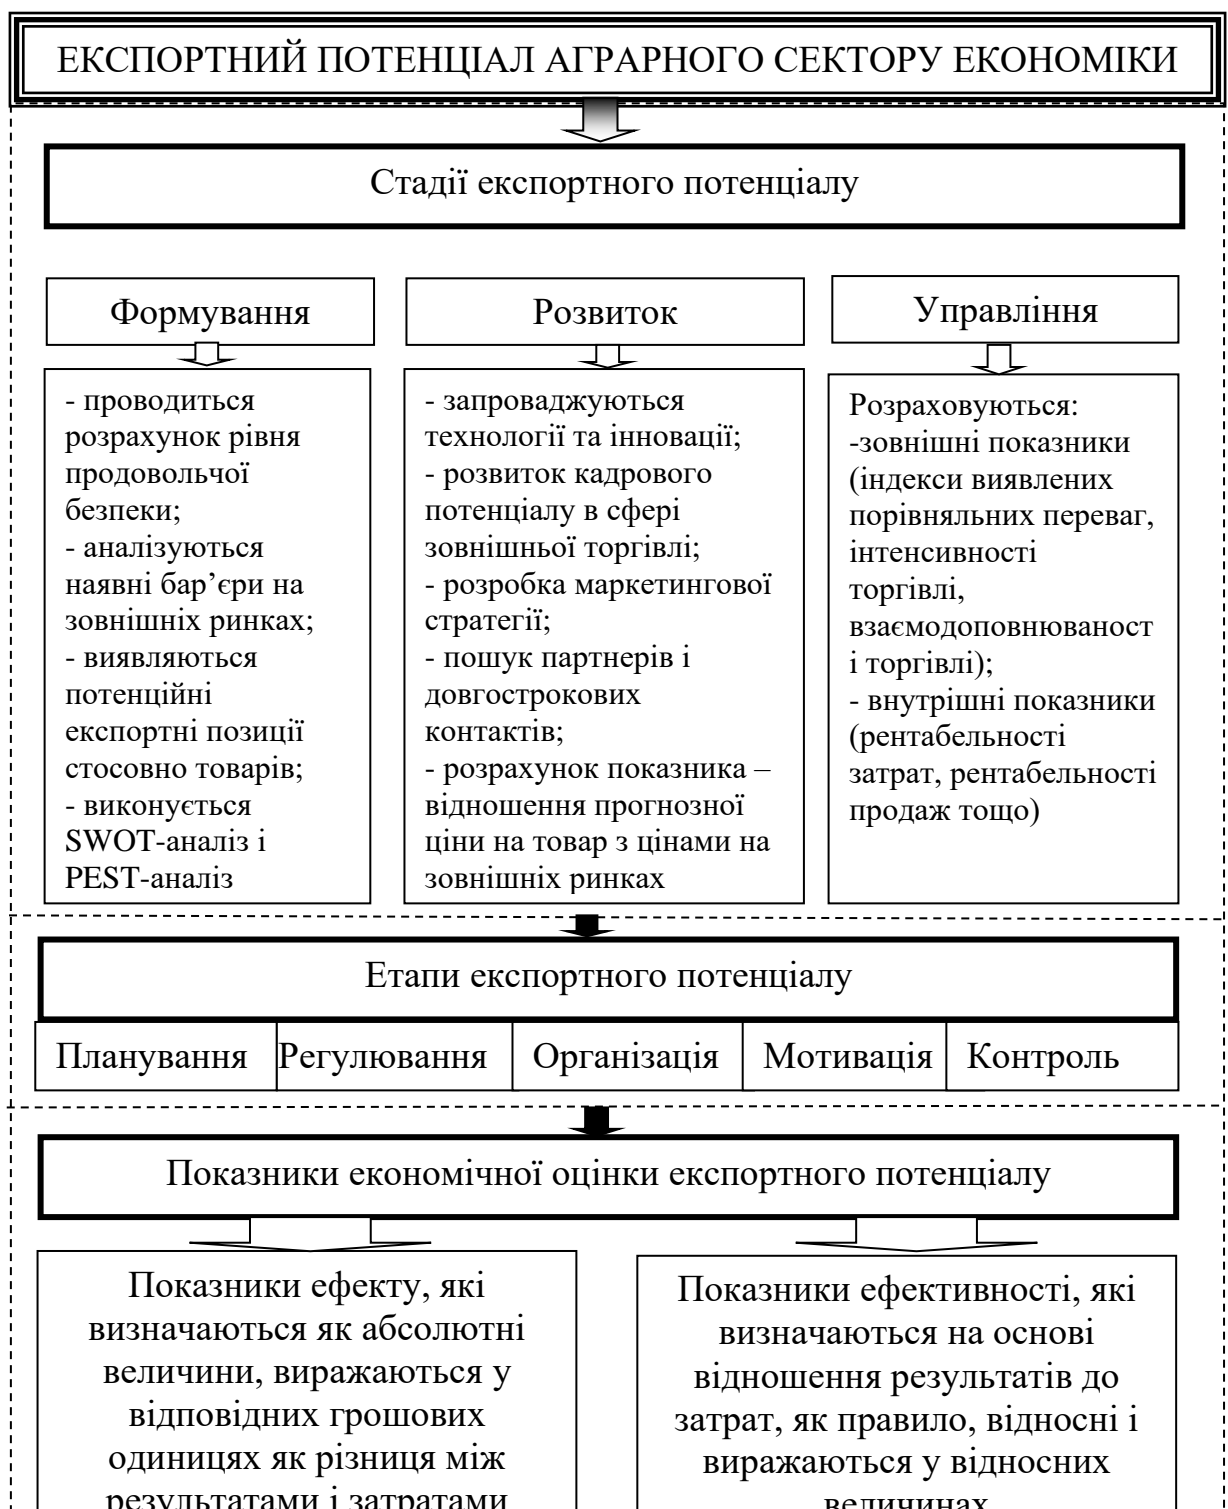 ЕКСПОРТНИЙ ПОТЕНЦІАЛ АГРАРНОГО СЕКТОРУ ЕКОНОМІКИ
Стадії експортного потенціалу
Формування
Розвиток
Управління
- проводиться
розрахунок рівня
продовольчої
безпеки;
- аналізуються
наявні бар’єри на
зовнішніх ринках;
- виявляються
потенційні
експортні позиції
стосовно товарів;
- виконується
SWOT-аналіз і
PEST-аналіз
- запроваджуються
технології та інновації;
- розвиток кадрового
потенціалу в сфері
зовнішньої торгівлі;
- розробка маркетингової
стратегії;
- пошук партнерів і
довгострокових
контактів;
- розрахунок показника –
відношення прогнозної
ціни на товар з цінами на
зовнішніх ринках
Розраховуються:
-зовнішні показники
(індекси виявлених
порівняльних переваг,
інтенсивності
торгівлі,
взаємодоповнюваност
і торгівлі);
- внутрішні показники
(рентабельності
затрат, рентабельності
продаж тощо)
Етапи експортного потенціалу
Планування
Регулювання
Організація
Мотивація
Контроль
Показники економічної оцінки експортного потенціалу
Показники ефекту, які
визначаються як абсолютні
величини, виражаються у
відповідних грошових
одиницях як різниця між
результатами і затратами
Показники ефективності, які
визначаються на основі
відношення результатів до
затрат, як правило, відносні і
виражаються у відносних
величинах